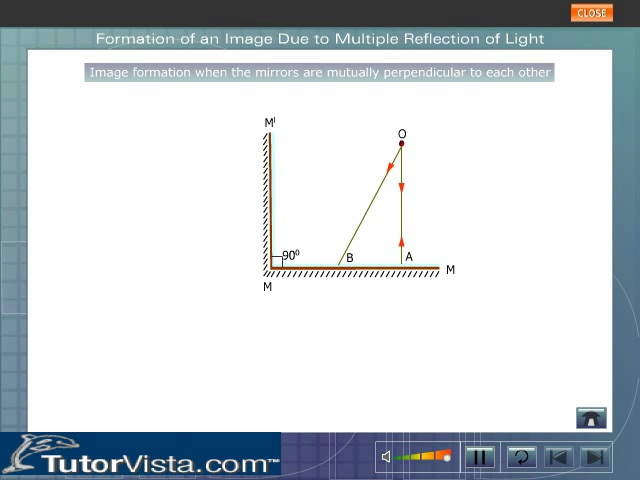 CLOSE
Formation of an Image Due to Multiple Reflection of Light
Image formation when the mirrors are mutually perpendicular to each other
M|
O
90⁰
B
A
M
M
TutorVista.com™